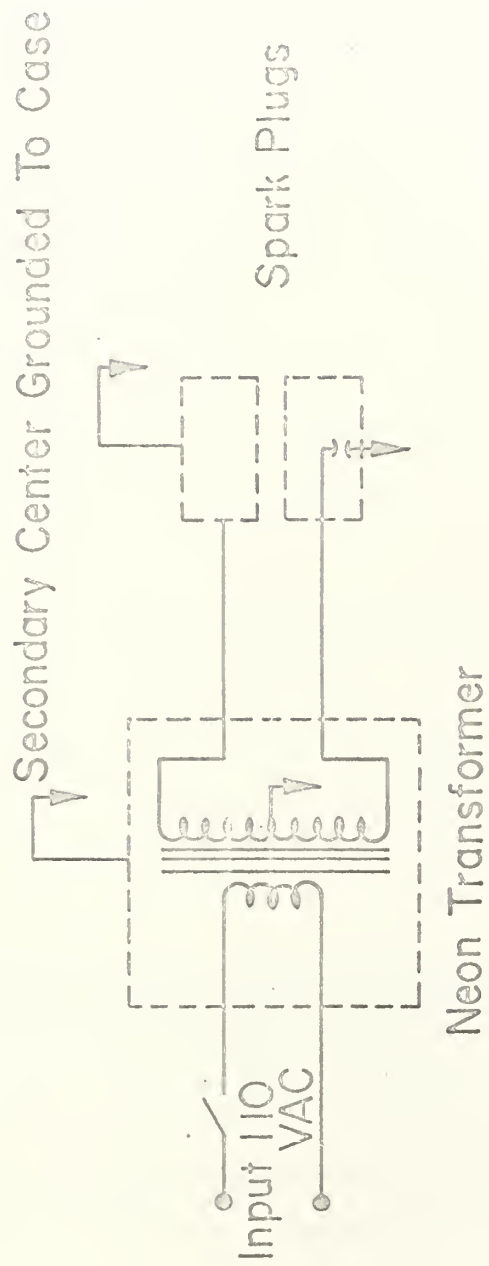 Secondary Center Grounded To Case
Spark Plugs
Input 110
VAC
Neon Transformer